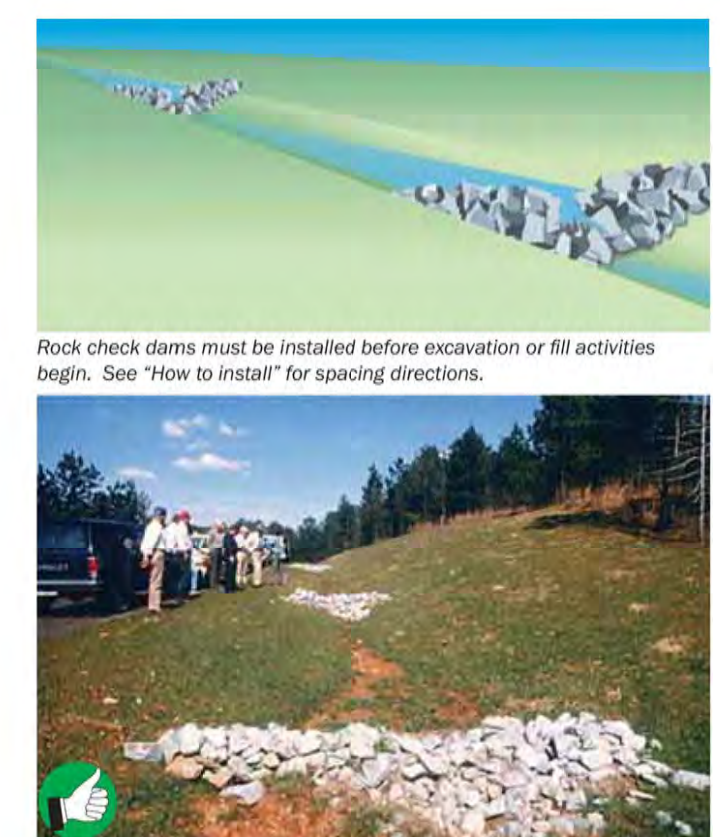 Rock check dams must be installed before excavation or fill activities
begin. See "How to install" for spacing directions.